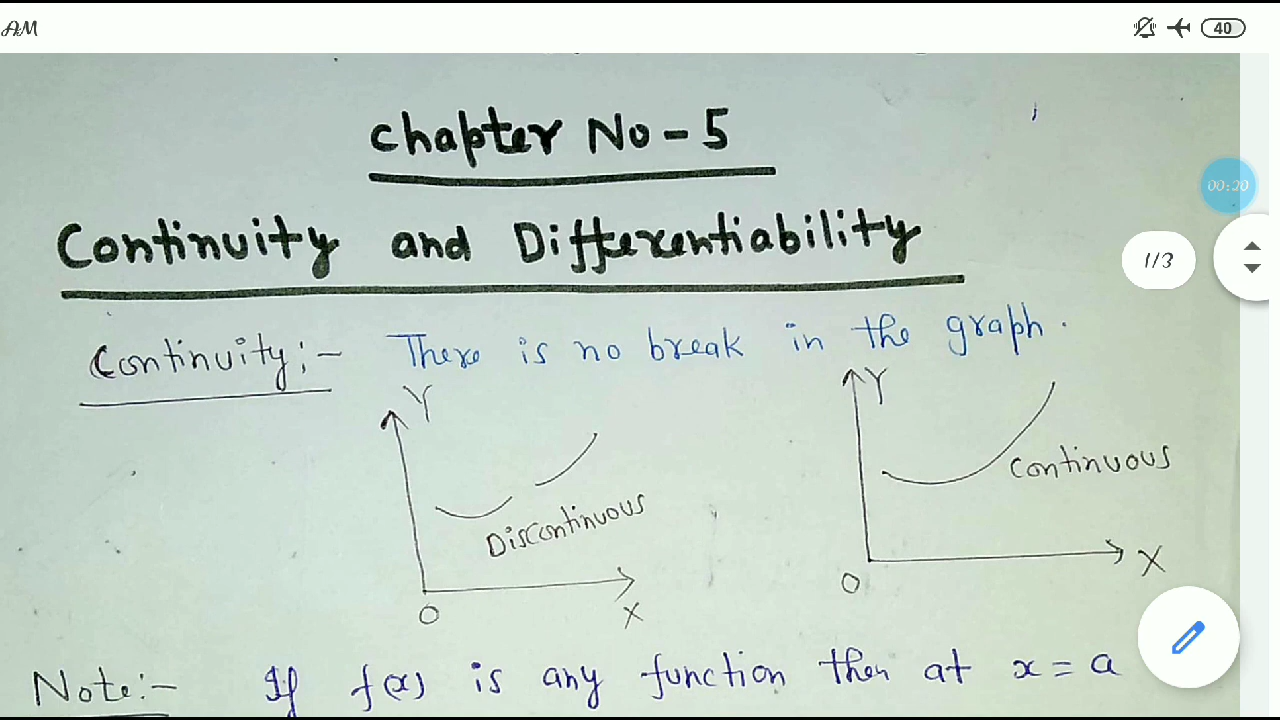 AM
40
Chapter No-5
00:20
Continuity and Differentiability
1/3
Continuity:- There is no break in the graph.
Y
Y
Continuous
Discontinuous
X
O
O
X
Note:- If f(x) is any function then at x = a